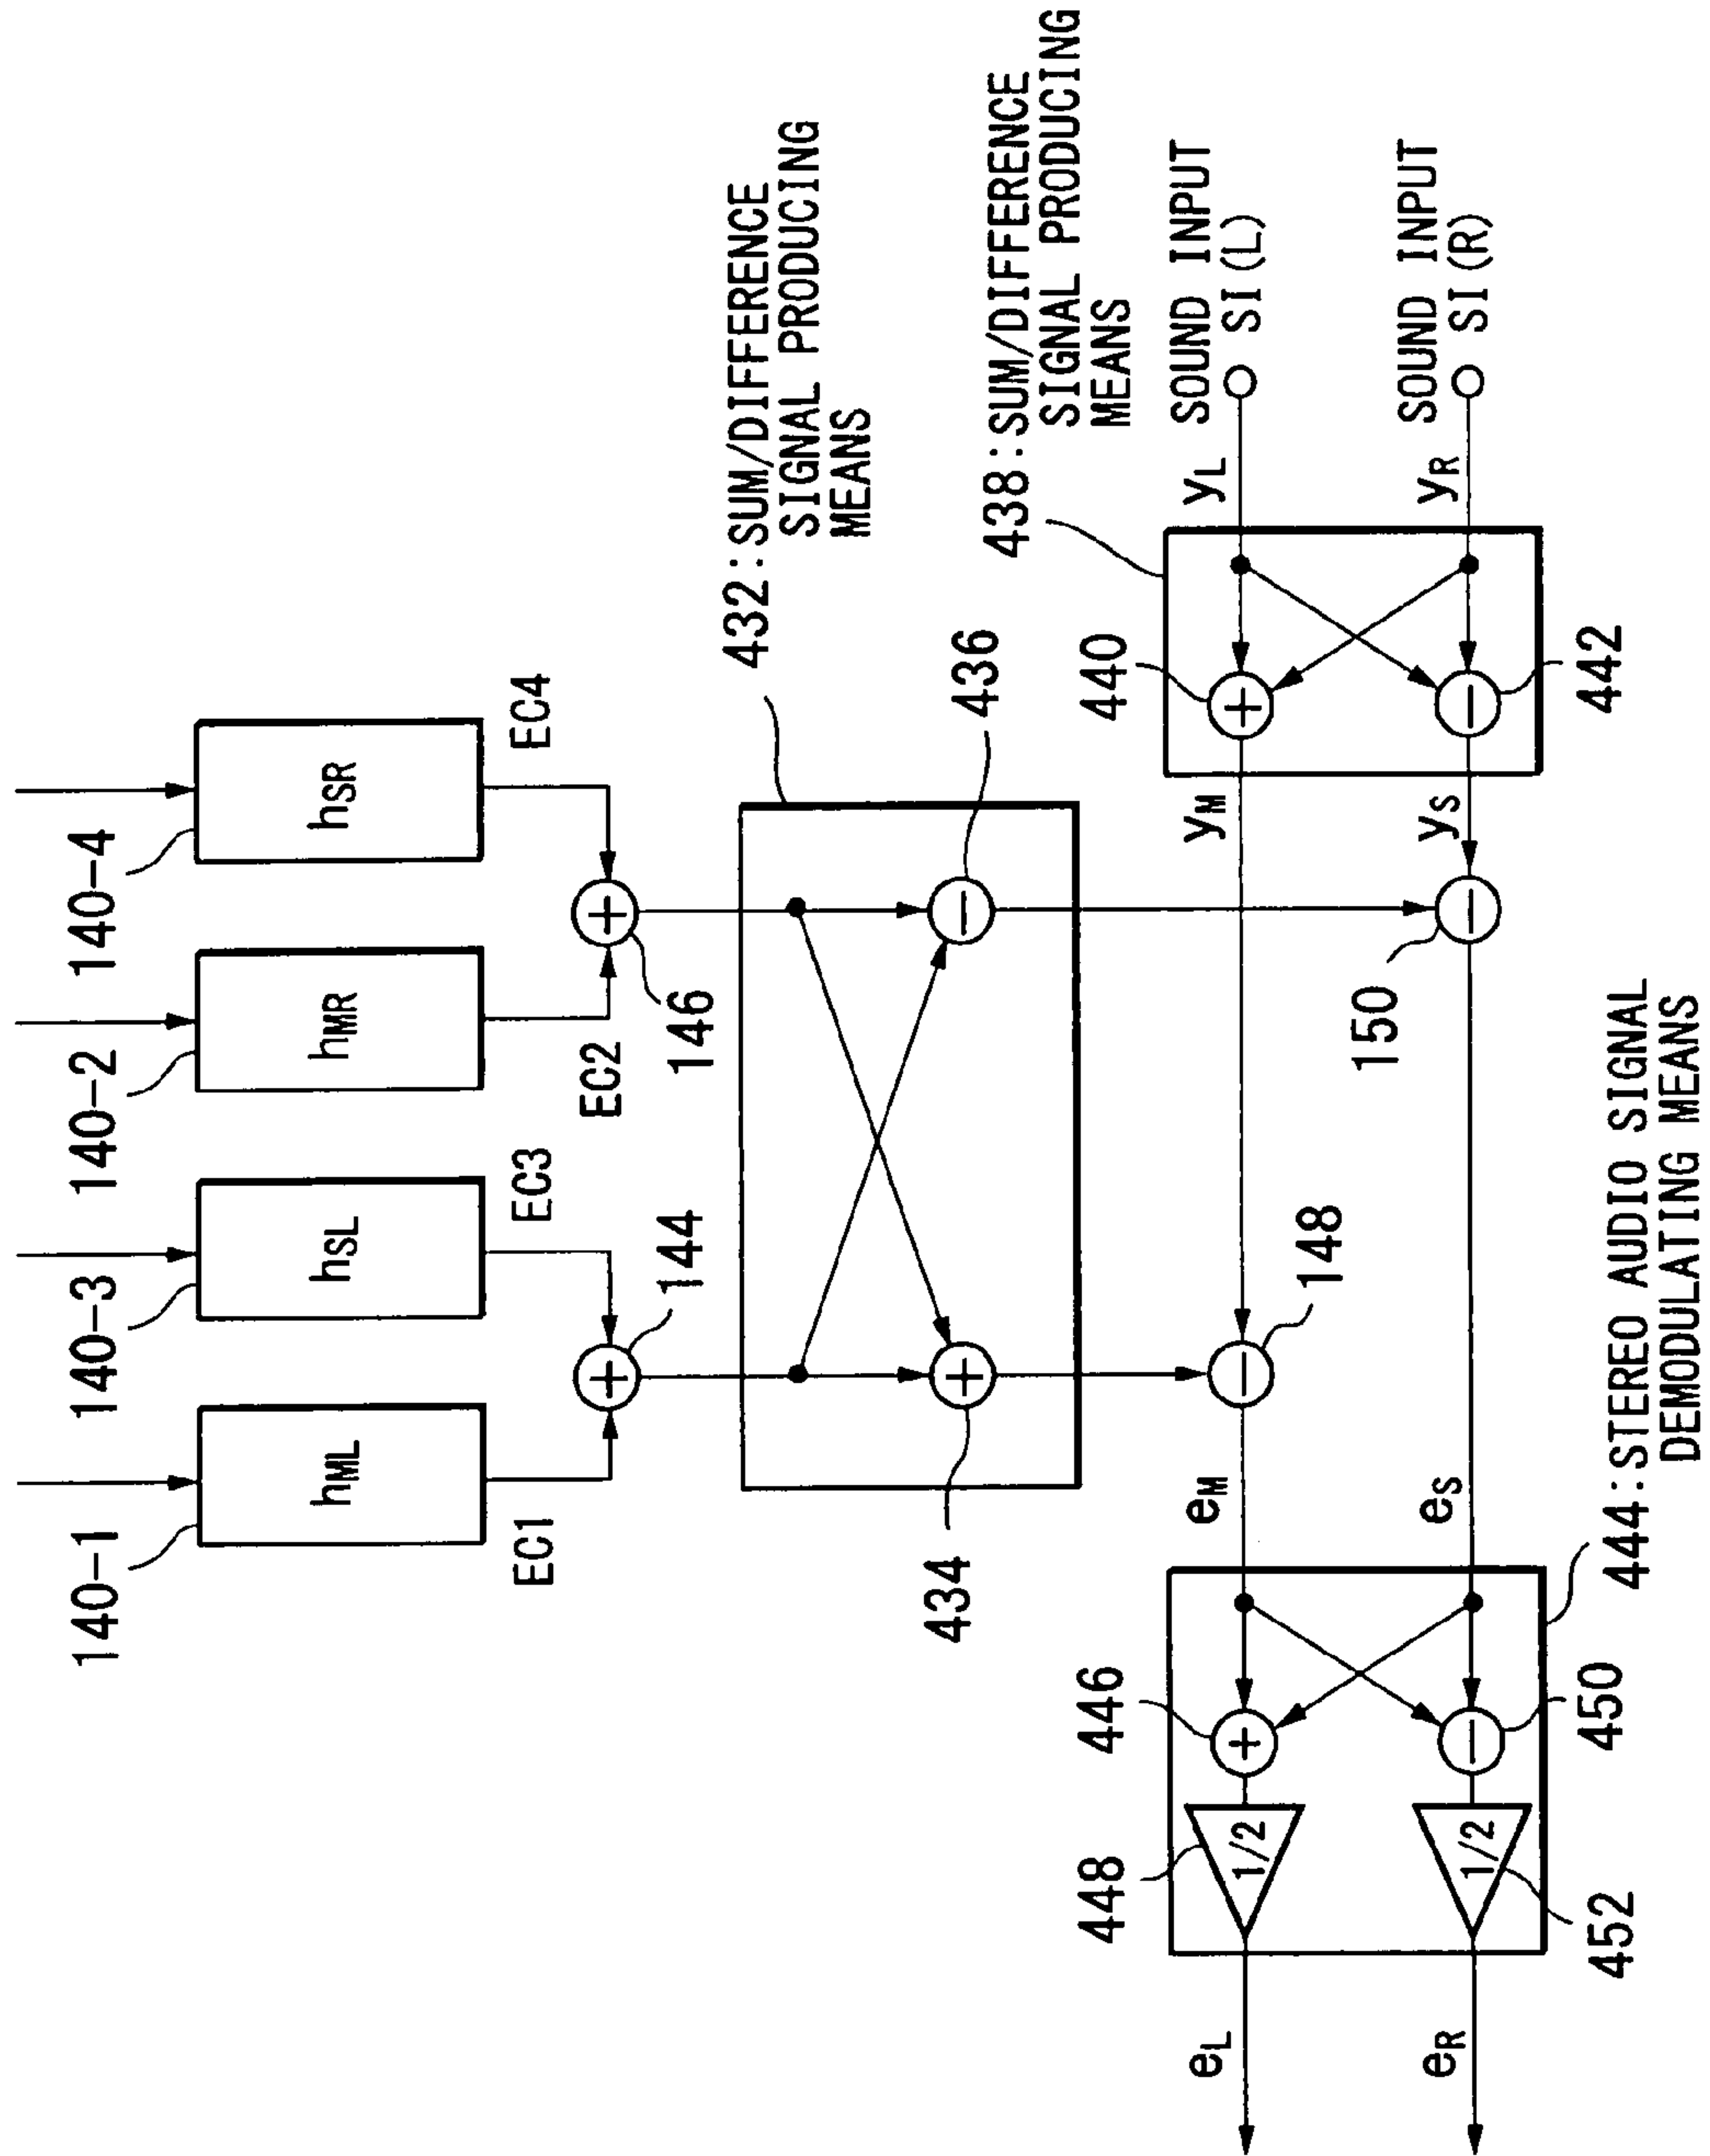 140-1
140-3
140-2
140-4
hML
hSL
hMR
hSR
EC1
EC3
EC2
EC4
144
146
432:SUM/DIFFERENCE
SIGNAL PRODUCING
MEANS
434
+
+
+
−
436
438:SUM/DIFFERENCE
SIGNAL PRODUCING
MEANS
148
150
−
−
440
442
+
−
yM
yS
yL
yR
SOUND INPUT
SI(L)
SOUND INPUT
SI(R)
eM
eS
446
450
+
−
448
452
1/2
1/2
eL
eR
444:STEREO AUDIO SIGNAL
DEMODULATING MEANS